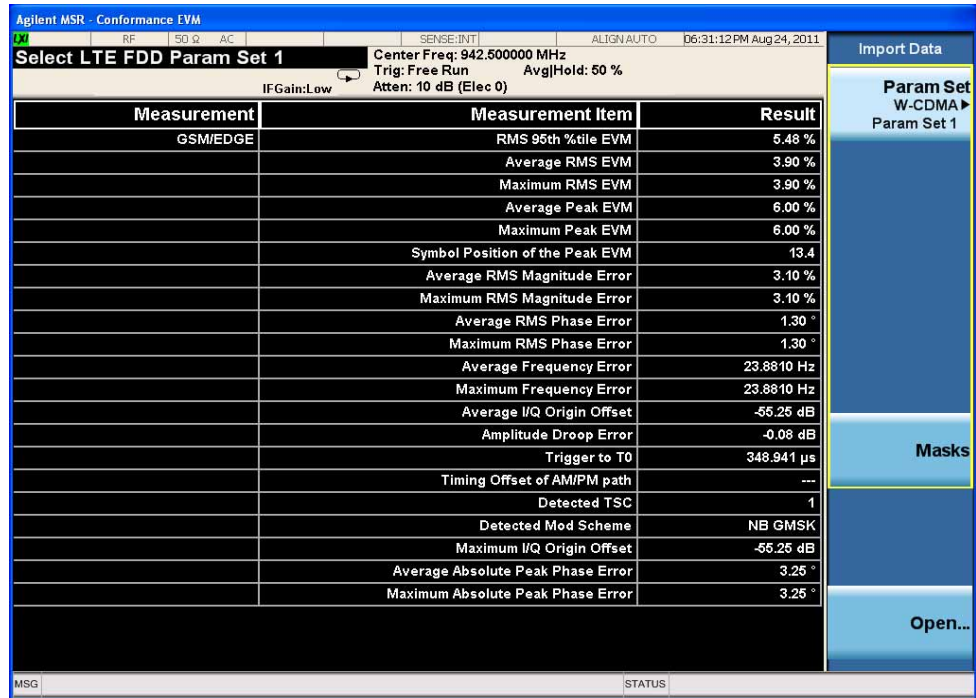 Agilent MSR - Conformance EVM
LXI RF 50 Ω AC SENSE:INT ALIGN AUTO 06:31:12 PM Aug 24, 2011
Select LTE FDD Param Set 1
Center Freq: 942.500000 MHz
Trig: Free Run Avg|Hold: 50 %
IFGain:Low Atten: 10 dB (Elec 0)
Measurement Measurement Item Result
GSM/EDGE RMS 95th %tile EVM 5.48 %
Average RMS EVM 3.90 %
Maximum RMS EVM 3.90 %
Average Peak EVM 6.00 %
Maximum Peak EVM 6.00 %
Symbol Position of the Peak EVM 13.4
Average RMS Magnitude Error 3.10 %
Maximum RMS Magnitude Error 3.10 %
Average RMS Phase Error 1.30 °
Maximum RMS Phase Error 1.30 °
Average Frequency Error 23.8810 Hz
Maximum Frequency Error 23.8810 Hz
Average I/Q Origin Offset -55.25 dB
Amplitude Droop Error -0.08 dB
Trigger to T0 348.941 µs
Timing Offset of AM/PM path ---
Detected TSC 1
Detected Mod Scheme NB GMSK
Maximum I/Q Origin Offset -55.25 dB
Average Absolute Peak Phase Error 3.25 °
Maximum Absolute Peak Phase Error 3.25 °
Import Data
Param Set
W-CDMA▶
Param Set 1
Masks
Open...
MSG STATUS